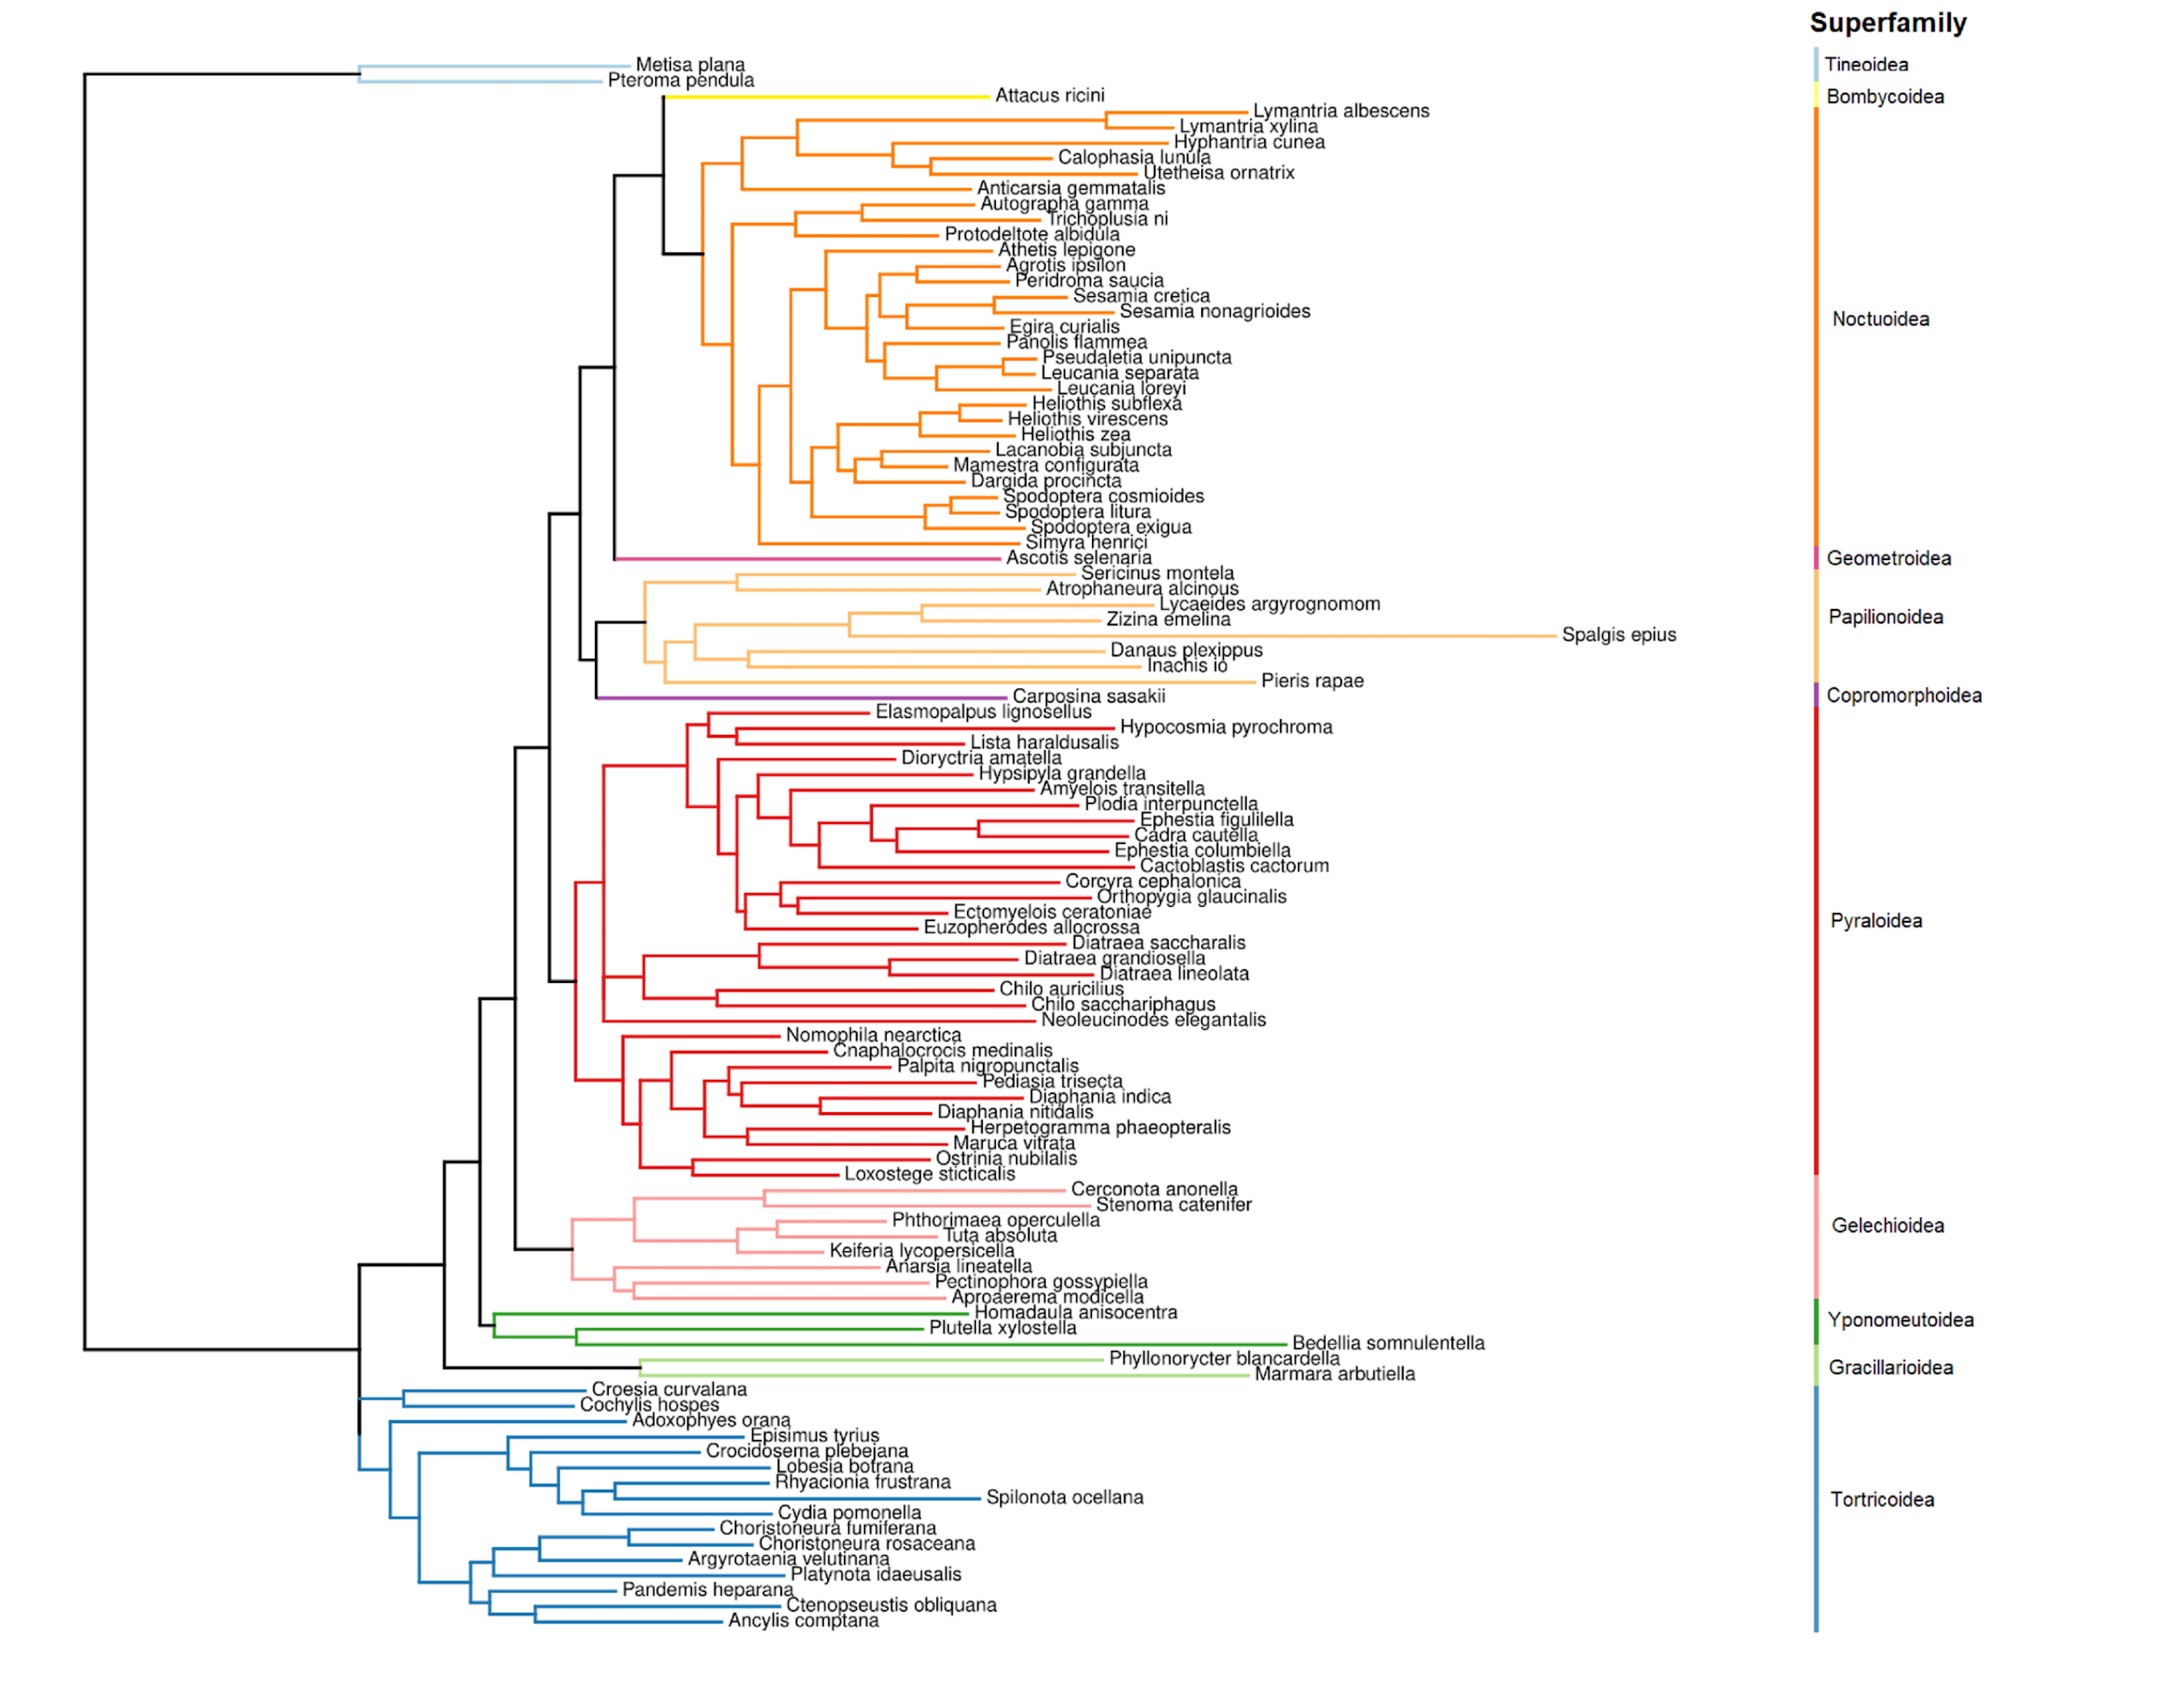 Superfamily
Metisa plana
Pteroma pendula
Attacus ricini
Lymantria albescens
Lymantria xylina
Hyphantria cunea
Calophasia lunula
Utetheisa ornatrix
Anticarsia gemmatalis
Autographa gamma
Trichoplusia ni
Protodeltote albidula
Athetis lepigone
Agrotis ipsilon
Peridroma saucia
Sesamia cretica
Sesamia nonagrioides
Egira curialis
Panolis flammea
Pseudaletia unipuncta
Leucania separata
Leucania loreyi
Heliothis subflexa
Heliothis virescens
Heliothis zea
Lacanobia subjuncta
Mamestra configurata
Dargida procincta
Spodoptera cosmioides
Spodoptera litura
Spodoptera exigua
Simyra henrici
Ascotis selenaria
Sericinus montela
Atrophaneura alcinous
Lycaeides argyrognomom
Zizina emelina
Spalgis epius
Danaus plexippus
Inachis io
Pieris rapae
Carposina sasakii
Elasmopalpus lignosellus
Hypocosmia pyrochroma
Lista haraldusalis
Dioryctria amatella
Hypsipyla grandella
Amyelois transitella
Plodia interpunctella
Ephestia figulilella
Cadra cautella
Ephestia columbiella
Cactoblastis cactorum
Corcyra cephalonica
Orthopygia glaucinalis
Ectomyelois ceratoniae
Euzopherodes allocrossa
Diatraea saccharalis
Diatraea grandiosella
Diatraea lineolata
Chilo auricilius
Chilo sacchariphagus
Neoleucinodes elegantalis
Nomophila nearctica
Cnaphalocrocis medinalis
Palpita nigropunctalis
Pediasia trisecta
Diaphania indica
Diaphania nitidalis
Herpetogramma phaeopteralis
Maruca vitrata
Ostrinia nubilalis
Loxostege sticticalis
Cerconota anonella
Stenoma catenifer
Phthorimaea operculella
Tuta absoluta
Keiferia lycopersicella
Anarsia lineatella
Pectinophora gossypiella
Aproaerema modicella
Homadaula anisocentra
Plutella xylostella
Bedellia somnulentella
Phyllonorycter blancardella
Marmara arbutiella
Croesia curvalana
Cochylis hospes
Adoxophyes orana
Episimus tyrius
Crocidosema plebejana
Lobesia botrana
Rhyacionia frustrana
Spilonota ocellana
Cydia pomonella
Choristoneura fumiferana
Choristoneura rosaceana
Argyrotaenia velutinana
Platynota idaeusalis
Pandemis heparana
Ctenopseustis obliquana
Ancylis comptana
Tineoidea
Bombycoidea
Noctuoidea
Geometroidea
Papilionoidea
Copromorphoidea
Pyraloidea
Gelechioidea
Yponomeutoidea
Gracillarioidea
Tortricoidea